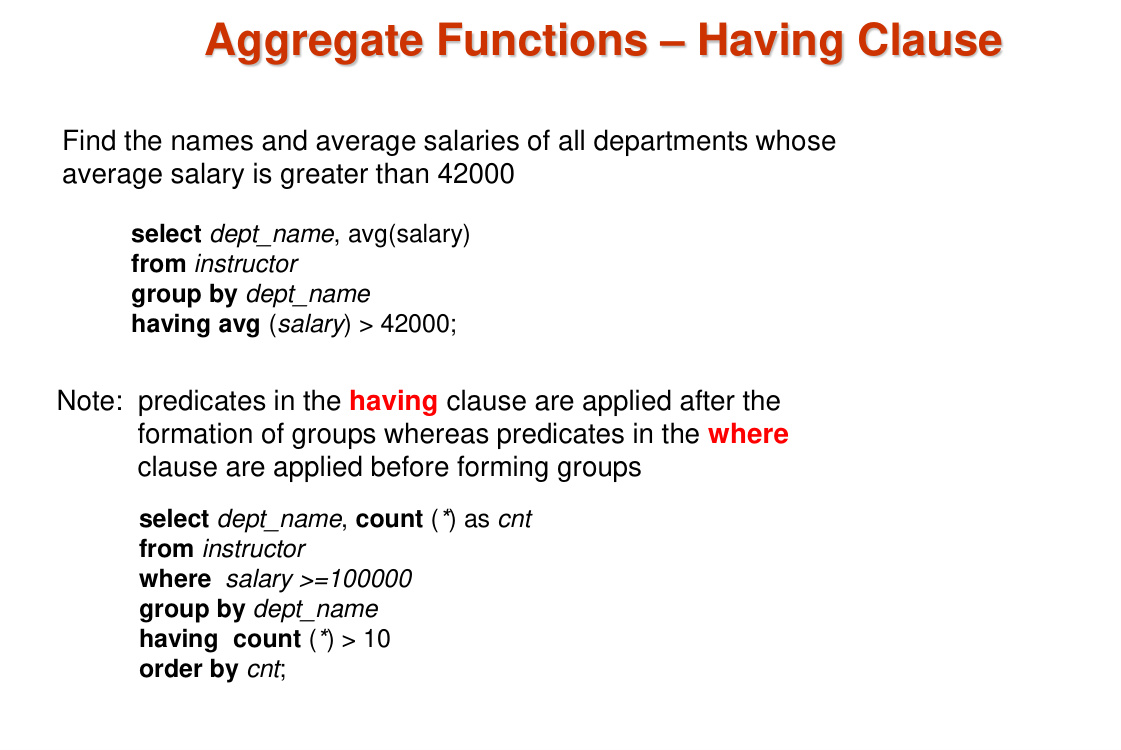 Aggregate Functions – Having Clause
Find the names and average salaries of all departments whose
average salary is greater than 42000
select dept_name, avg(salary)
from instructor
group by dept_name
having avg (salary) > 42000;
Note: predicates in the having clause are applied after the
formation of groups whereas predicates in the where
clause are applied before forming groups
select dept_name, count (*) as cnt
from instructor
where salary >=100000
group by dept_name
having count (*) > 10
order by cnt;